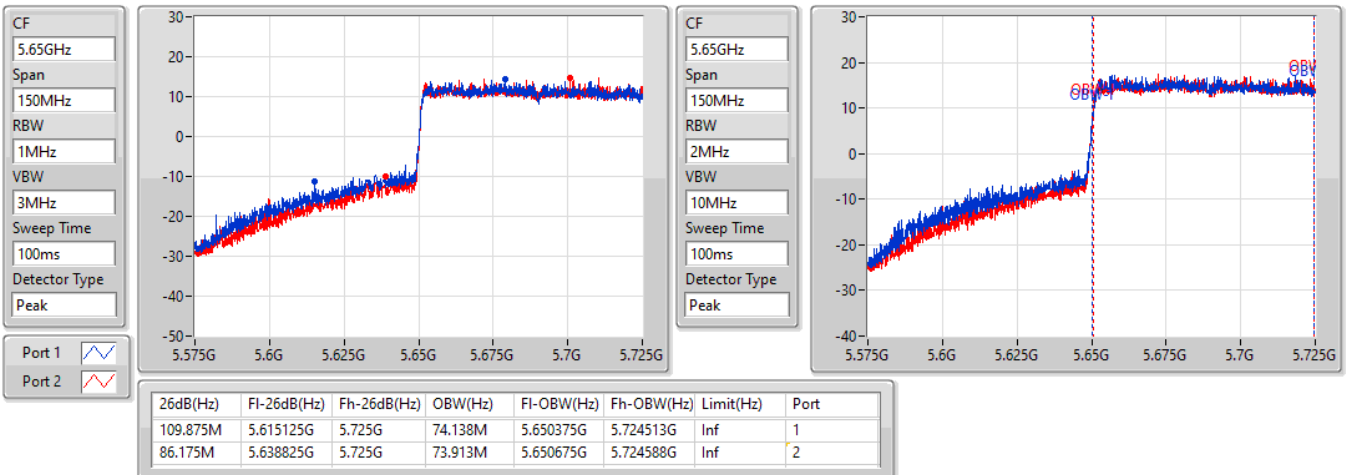 CF
5.65GHz
Span
150MHz
RBW
1MHz
VBW
3MHz
Sweep Time
100ms
Detector Type
Peak
Port 1
Port 2
30
20
10
0
-10
-20
-30
-40
-50
5.575G 5.6G 5.625G 5.65G 5.675G 5.7G 5.725G
CF
5.65GHz
Span
150MHz
RBW
2MHz
VBW
10MHz
Sweep Time
100ms
Detector Type
Peak
30
20
10
0
-10
-20
-30
-40
OBW
OBW
5.575G 5.6G 5.625G 5.65G 5.675G 5.7G 5.725G
26dB(Hz) Fl-26dB(Hz) Fh-26dB(Hz) OBW(Hz) Fl-OBW(Hz) Fh-OBW(Hz) Limit(Hz) Port
109.875M 5.615125G 5.725G 74.138M 5.650375G 5.724513G Inf 1
86.175M 5.638825G 5.725G 73.913M 5.650675G 5.724588G Inf 2